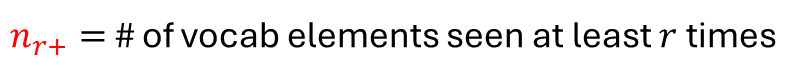 n_{r+} = # of vocab elements seen at least r times